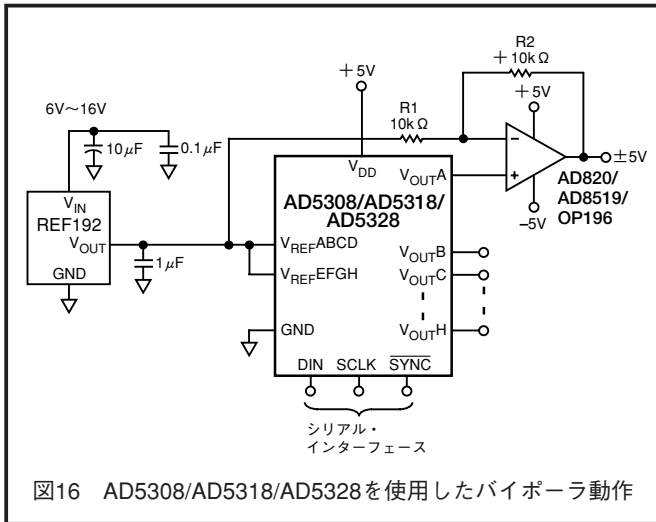 R2
+10kΩ
+5V
+5V
R1
10kΩ
6V～16V
10μF
0.1μF
±5V
V_DD
V_OUTA
V_IN
REF192
V_OUT
GND
AD5308/AD5318/
AD5328
AD820/
AD8519/
OP196
–5V
1μF
V_REFABCD
V_REFEFGH
V_OUTB
V_OUTC
V_OUTH
GND
DIN SCLK SYNC
シリアル・
インターフェース
図16 AD5308/AD5318/AD5328を使用したバイポーラ動作